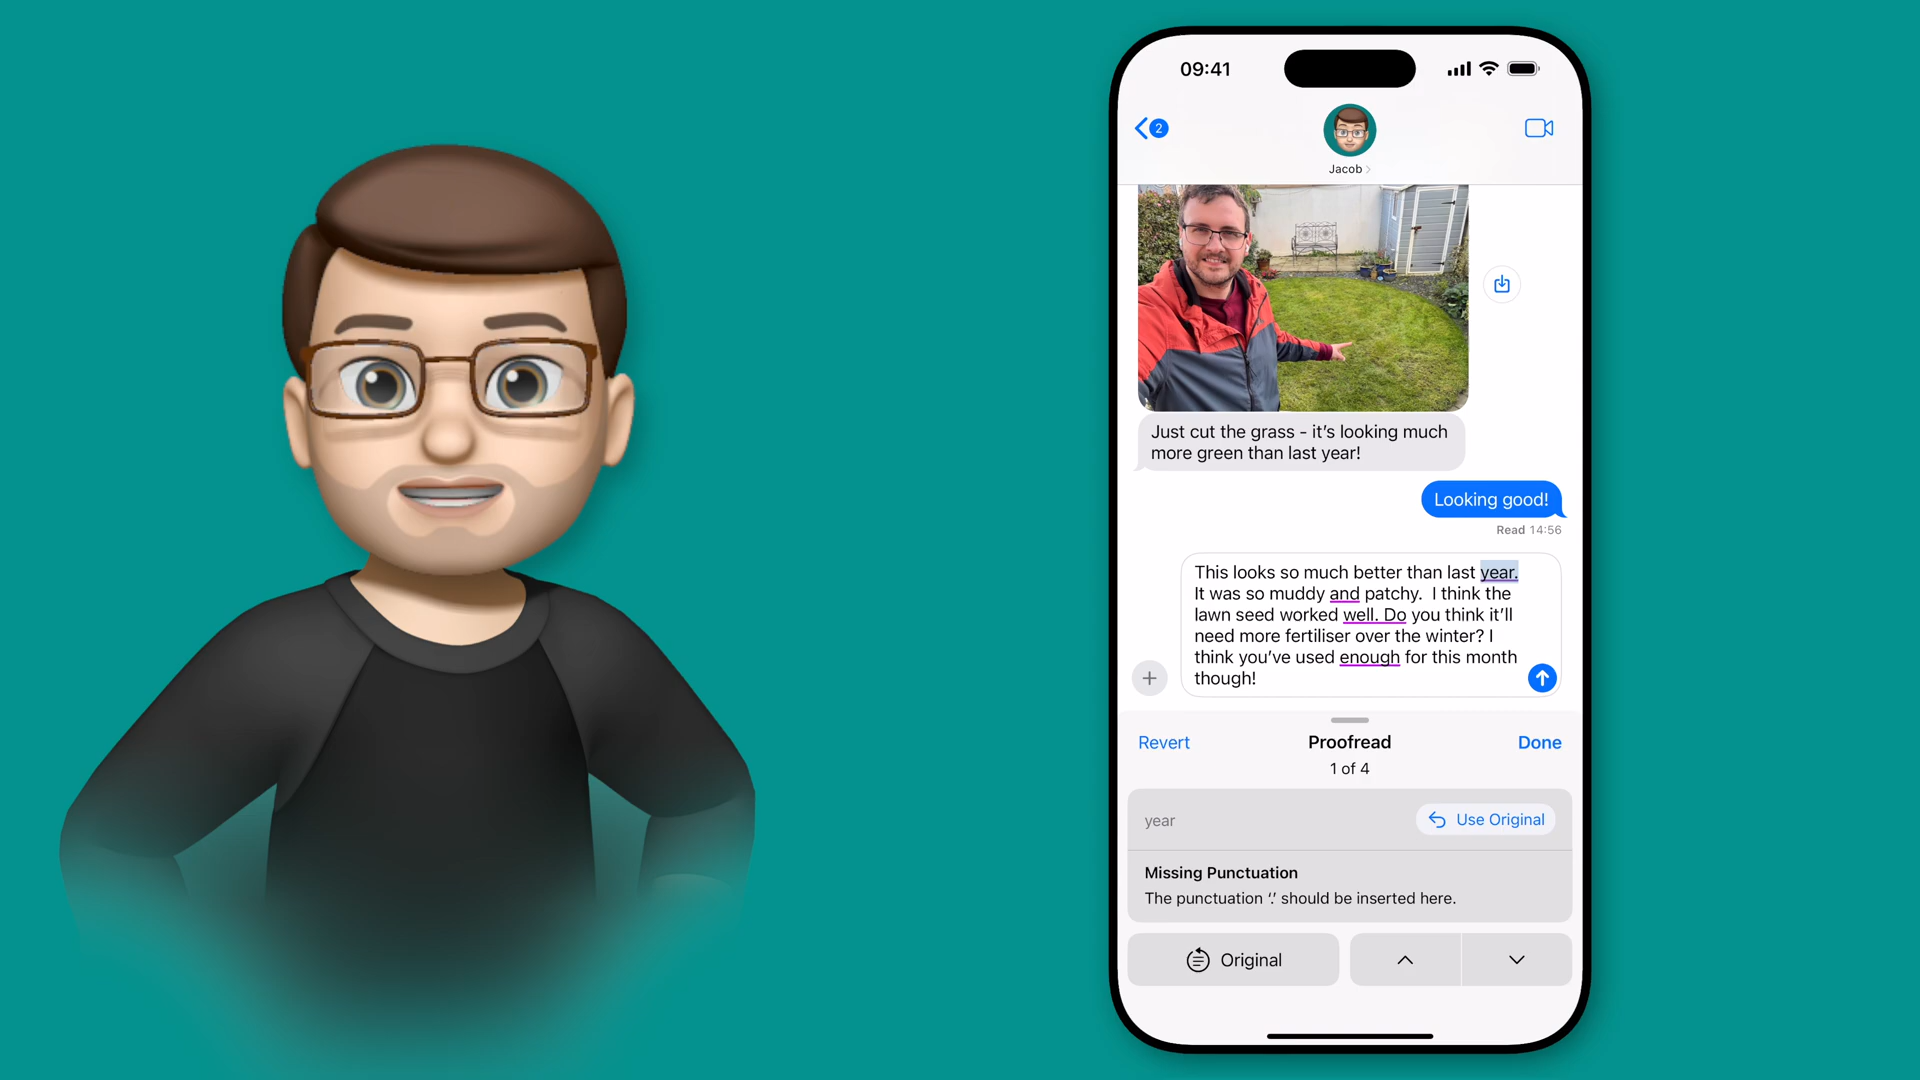 09:41
2
Jacob
Just cut the grass - it's looking much
more green than last year!
Looking good!
Read 14:56
This looks so much better than last year.
It was so muddy and patchy.  I think the
lawn seed worked well. Do you think it'll
need more fertiliser over the winter? I
think you've used enough for this month
though!
Revert
Proofread
Done
1 of 4
year
Use Original
Missing Punctuation
The punctuation '.' should be inserted here.
Original